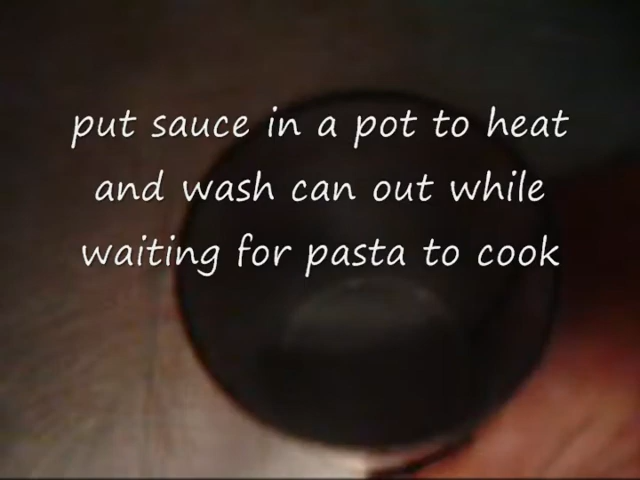 put sauce in a pot to heat
and wash can out while
waiting for pasta to cook